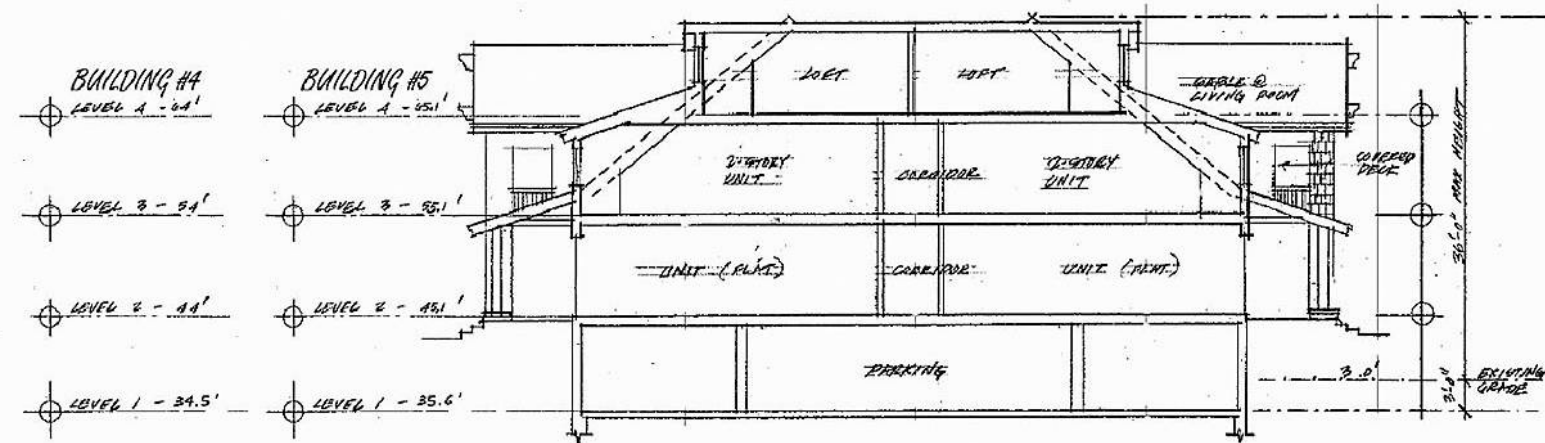 BUILDING #4
LEVEL 4 - 64'
LEVEL 3 - 54'
LEVEL 2 - 44'
LEVEL 1 - 34.5'
BUILDING #5
LEVEL 4 - 65.1'
LEVEL 3 - 55.1'
LEVEL 2 - 45.1'
LEVEL 1 - 35.6'
LOFT
LOFT
GABLE @
LIVING ROOM
2-STORY
UNIT
CORRIDOR
2-STORY
UNIT
COVERED
DECK
UNIT (FLAT)
CORRIDOR
UNIT (FLAT)
PARKING
36'-0" MAX HEIGHT
3.0'
3'-0"
EXISTING
GRADE